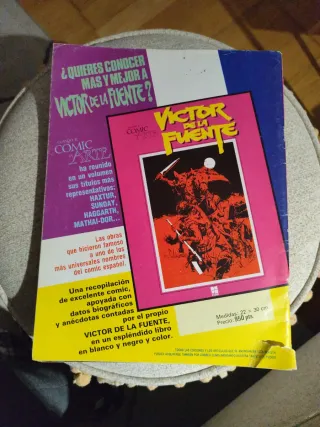 ¿QUIERES CONOCER
MAS Y MEJOR A
VICTOR DE LA FUENTE?
COMIC
ARTE
ha reunido
en un volumen
sus títulos más
representativos:
HAXTUR,
SUNDAY,
HAGGARTH,
MATHAI-DOR...
Las obras
que hicieron famoso
a uno de los
más universales nombres
del comic español.
Una recopilación
de excelente comic,
apoyada con
datos biográficos
y anécdotas contadas
por el propio
VICTOR DE LA FUENTE,
en un espléndido libro
en blanco y negro y color.
VICTOR
DE LA
FUENTE
COMIC
Medidas: 22 × 30 cm.
Precio: 850 pts.